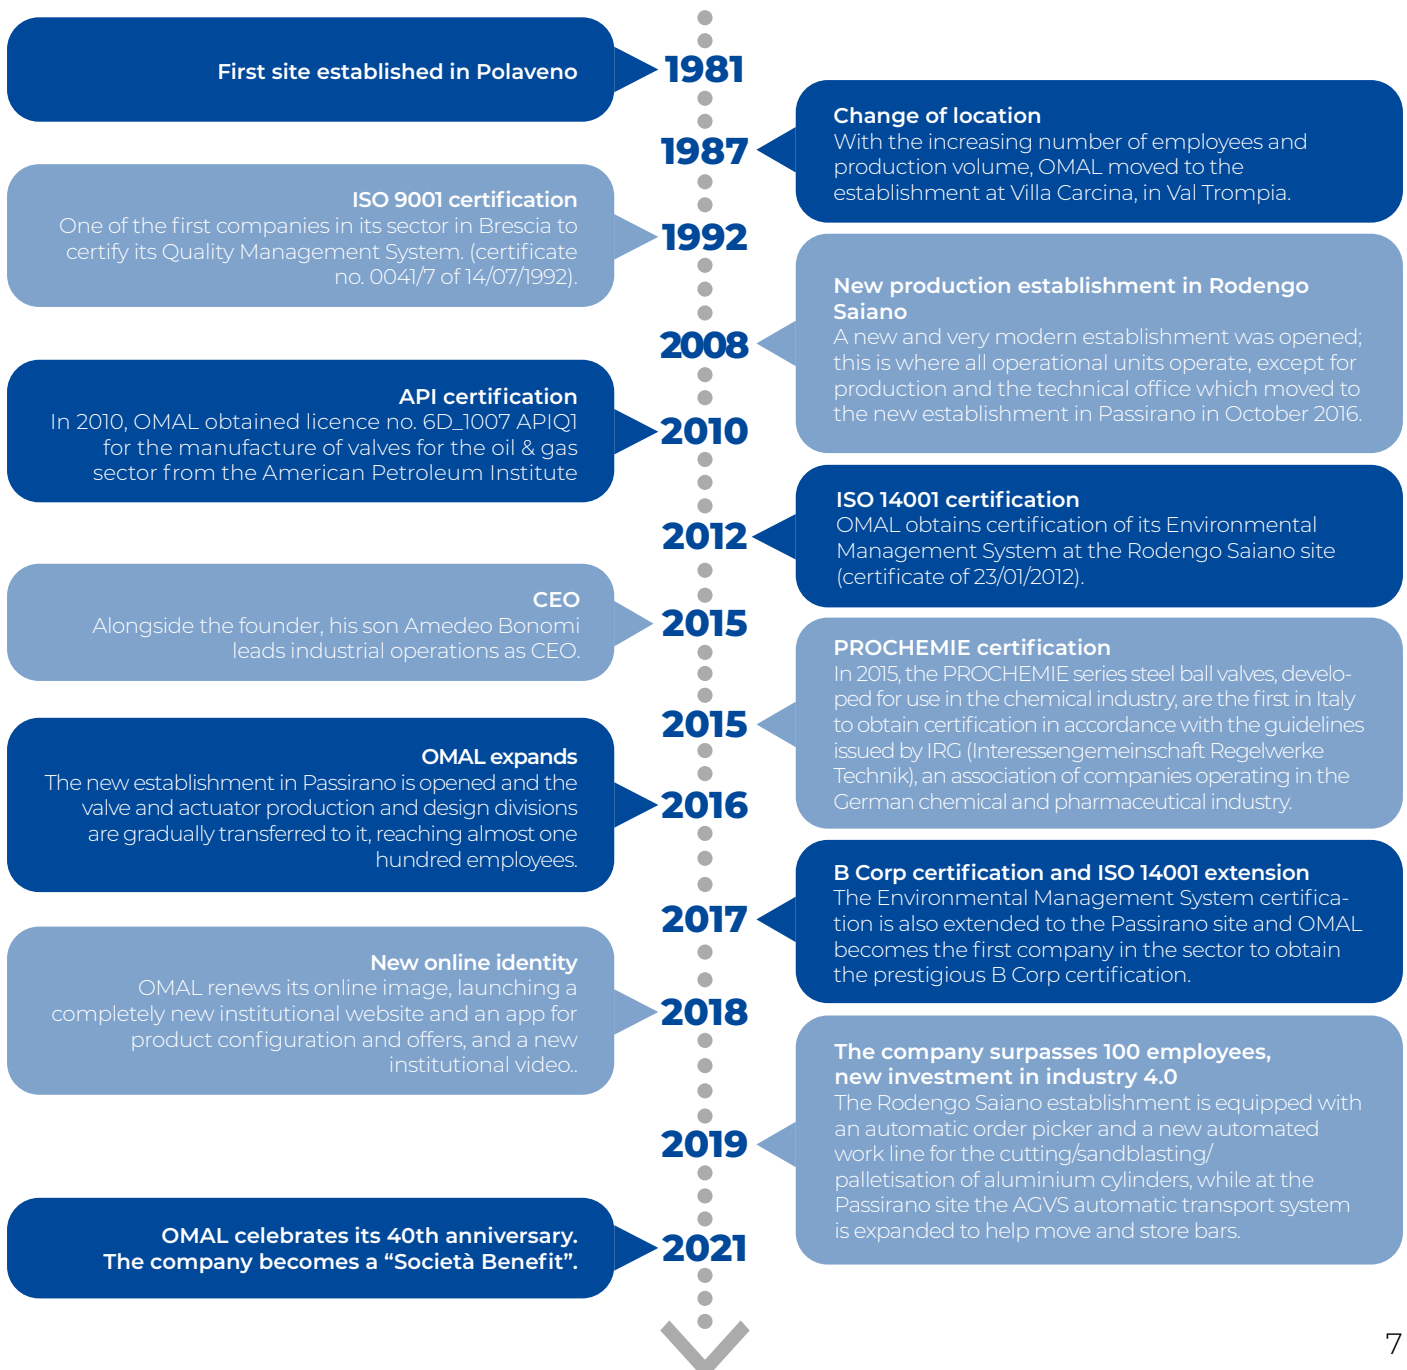 First site established in Polaveno
1981
1987
Change of location
With the increasing number of employees and
production volume, OMAL moved to the
establishment at Villa Carcina, in Val Trompia.
ISO 9001 certification
One of the first companies in its sector in Brescia to
certify its Quality Management System. (certificate
no. 0041/7 of 14/07/1992).
1992
2008
New production establishment in Rodengo
Saiano
A new and very modern establishment was opened;
this is where all operational units operate, except for
production and the technical office which moved to
the new establishment in Passirano in October 2016.
API certification
In 2010, OMAL obtained licence no. 6D_1007 APIQ1
for the manufacture of valves for the oil & gas
sector from the American Petroleum Institute
2010
2012
ISO 14001 certification
OMAL obtains certification of its Environmental
Management System at the Rodengo Saiano site
(certificate of 23/01/2012).
CEO
Alongside the founder, his son Amedeo Bonomi
leads industrial operations as CEO.
2015
2015
PROCHEMIE certification
In 2015, the PROCHEMIE series steel ball valves, develo-
ped for use in the chemical industry, are the first in Italy
to obtain certification in accordance with the guidelines
issued by IRG (Interessengemeinschaft Regelwerke
Technik), an association of companies operating in the
German chemical and pharmaceutical industry.
OMAL expands
The new establishment in Passirano is opened and the
valve and actuator production and design divisions
are gradually transferred to it, reaching almost one
hundred employees.
2016
2017
B Corp certification and ISO 14001 extension
The Environmental Management System certifica-
tion is also extended to the Passirano site and OMAL
becomes the first company in the sector to obtain
the prestigious B Corp certification.
New online identity
OMAL renews its online image, launching a
completely new institutional website and an app for
product configuration and offers, and a new
institutional video..
2018
2019
The company surpasses 100 employees,
new investment in industry 4.0
The Rodengo Saiano establishment is equipped with
an automatic order picker and a new automated
work line for the cutting/sandblasting/
palletisation of aluminium cylinders, while at the
Passirano site the AGVS automatic transport system
is expanded to help move and store bars.
OMAL celebrates its 40th anniversary.
The company becomes a “Società Benefit”.
2021
7